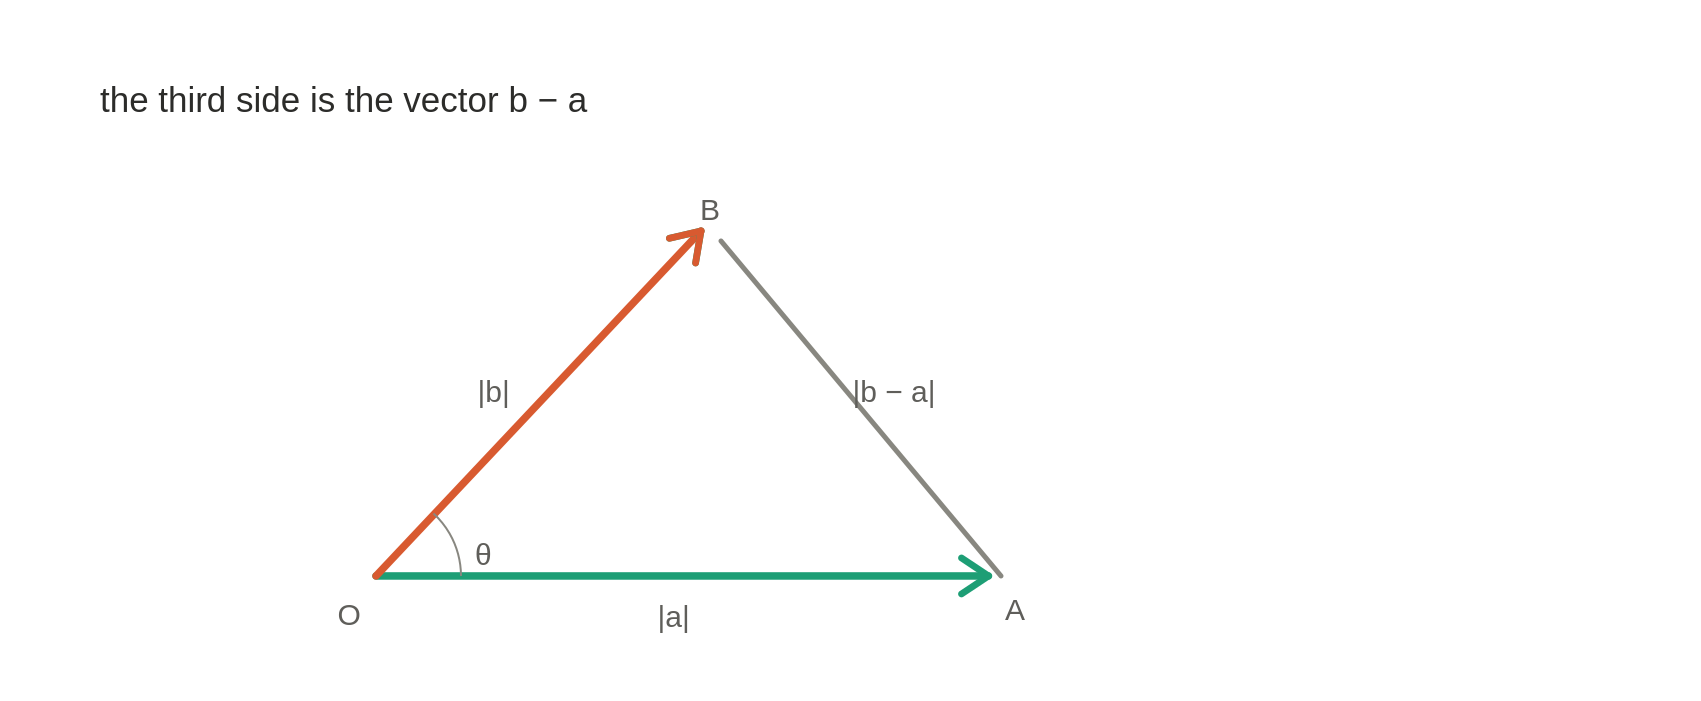 the third side is the vector b − a
B
|b|
|b − a|
θ
O
|a|
A